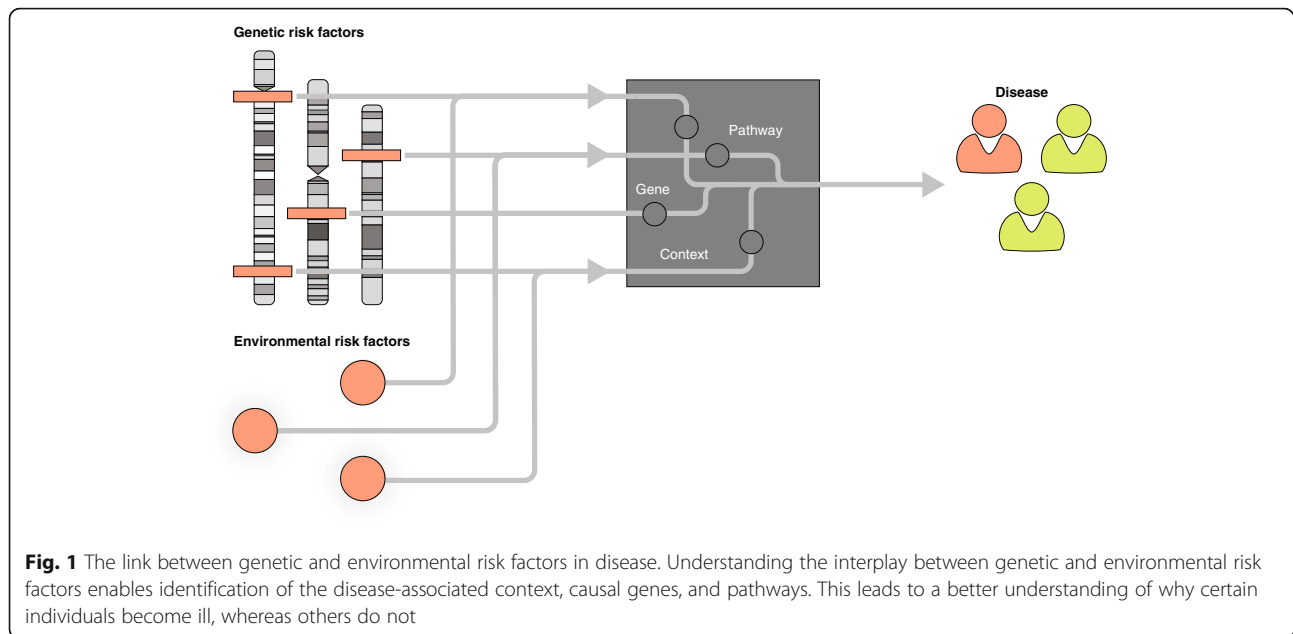 Genetic risk factors
Disease
Pathway
Gene
Context
Environmental risk factors
Fig. 1 The link between genetic and environmental risk factors in disease. Understanding the interplay between genetic and environmental risk
factors enables identification of the disease-associated context, causal genes, and pathways. This leads to a better understanding of why certain
individuals become ill, whereas others do not